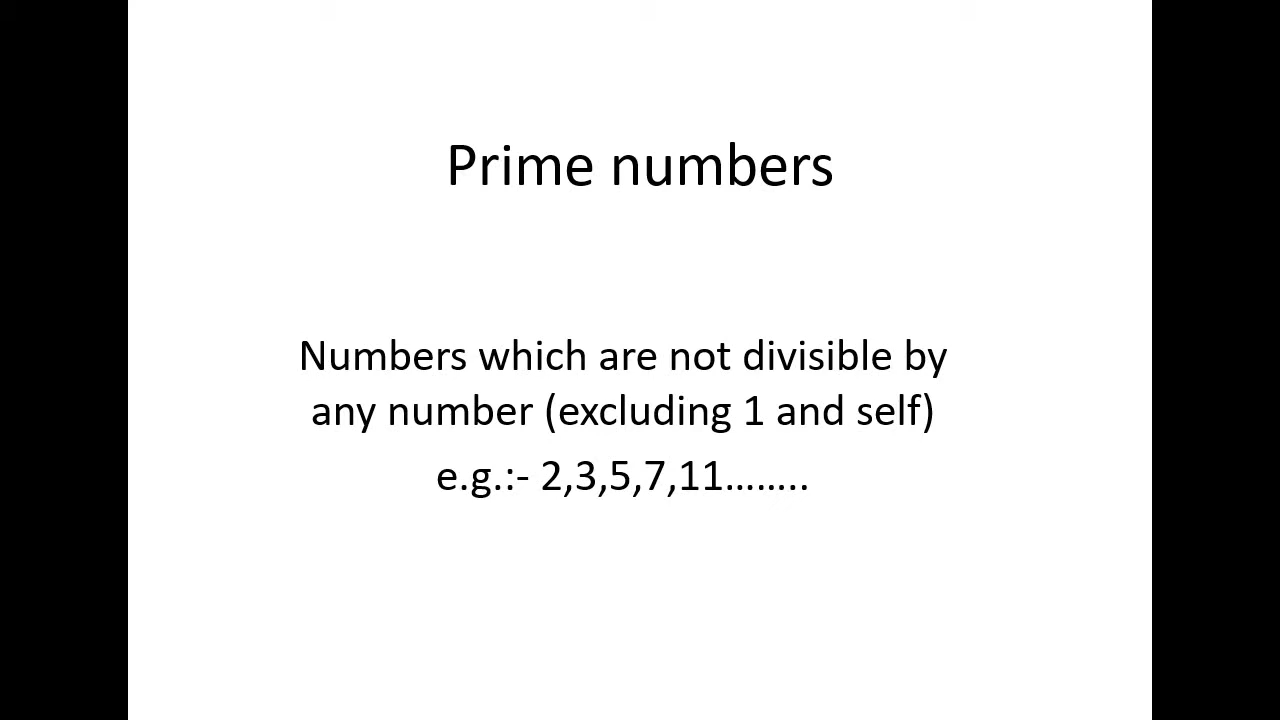 Prime numbers
Numbers which are not divisible by
any number (excluding 1 and self)
e.g.:- 2,3,5,7,11........